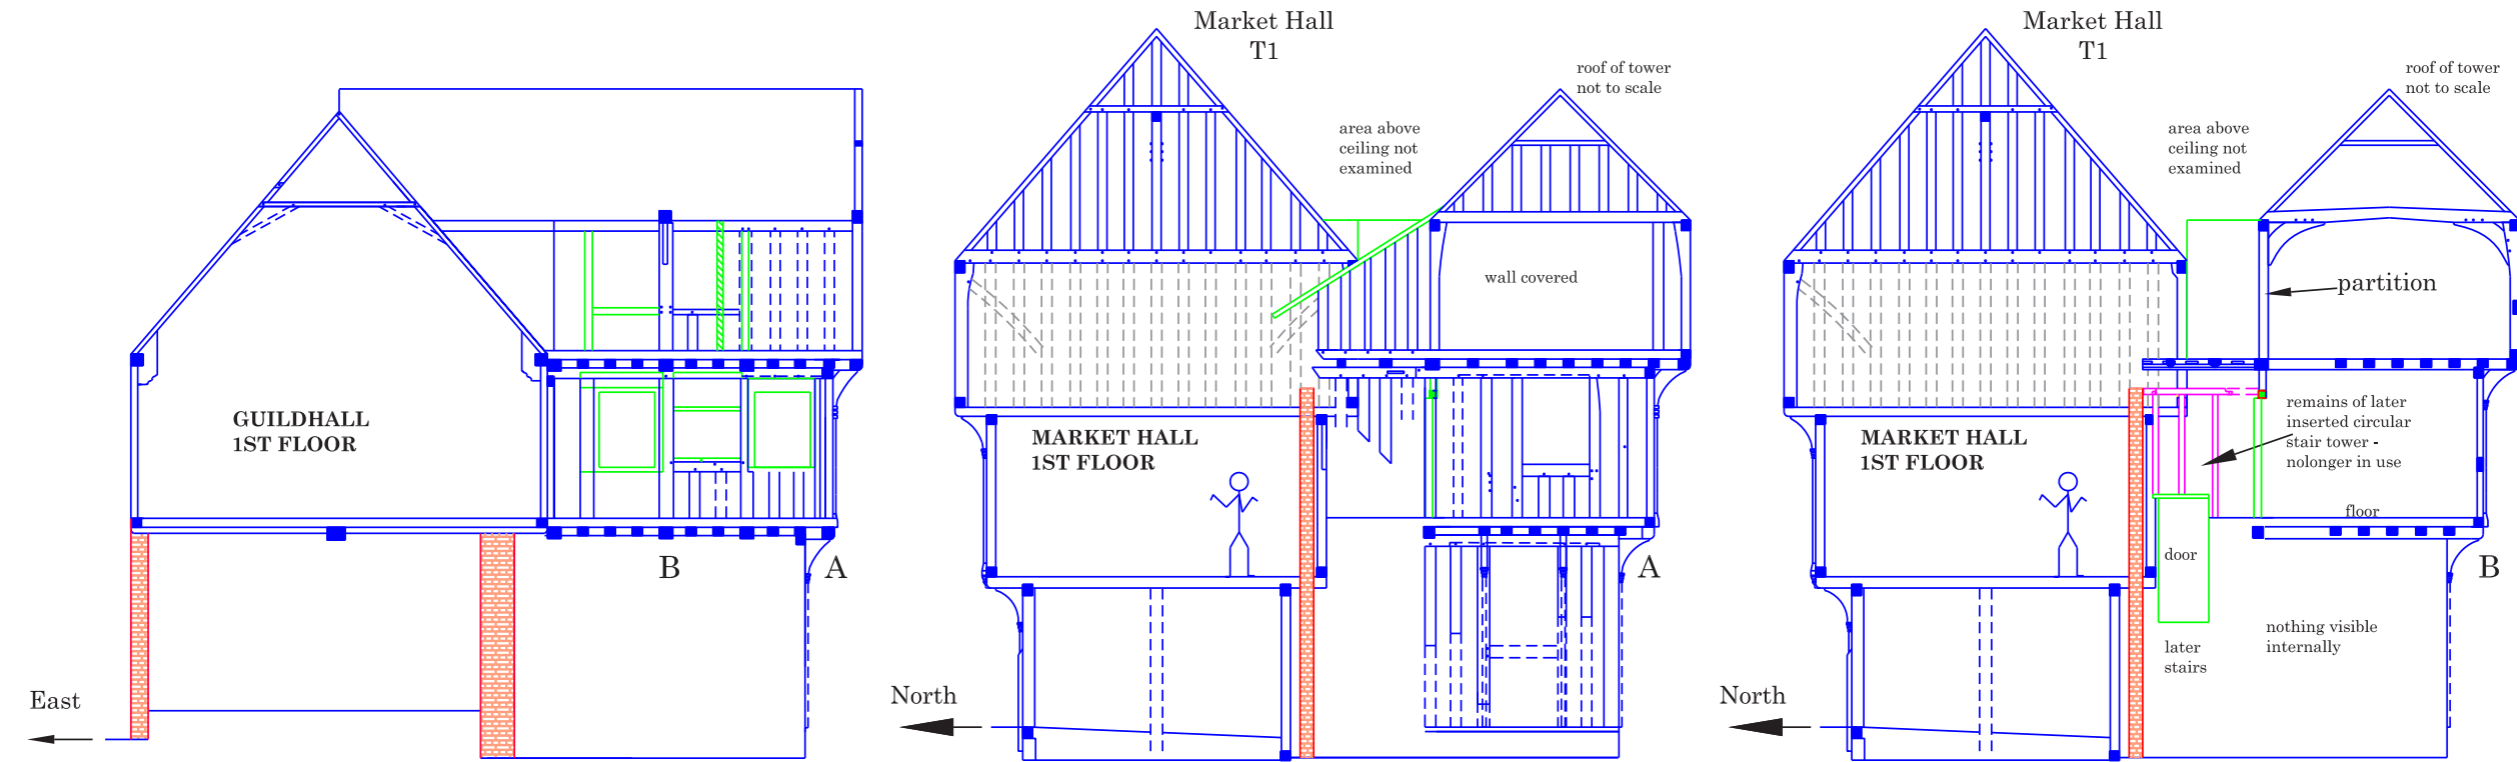 GUILDHALL
1ST FLOOR
B
A
East
Market Hall
T1
roof of tower
not to scale
area above
ceiling not
examined
wall covered
MARKET HALL
1ST FLOOR
A
North
Market Hall
T1
roof of tower
not to scale
area above
ceiling not
examined
partition
remains of later
inserted circular
stair tower -
nolonger in use
MARKET HALL
1ST FLOOR
floor
door
B
nothing visible
internally
later
stairs
North